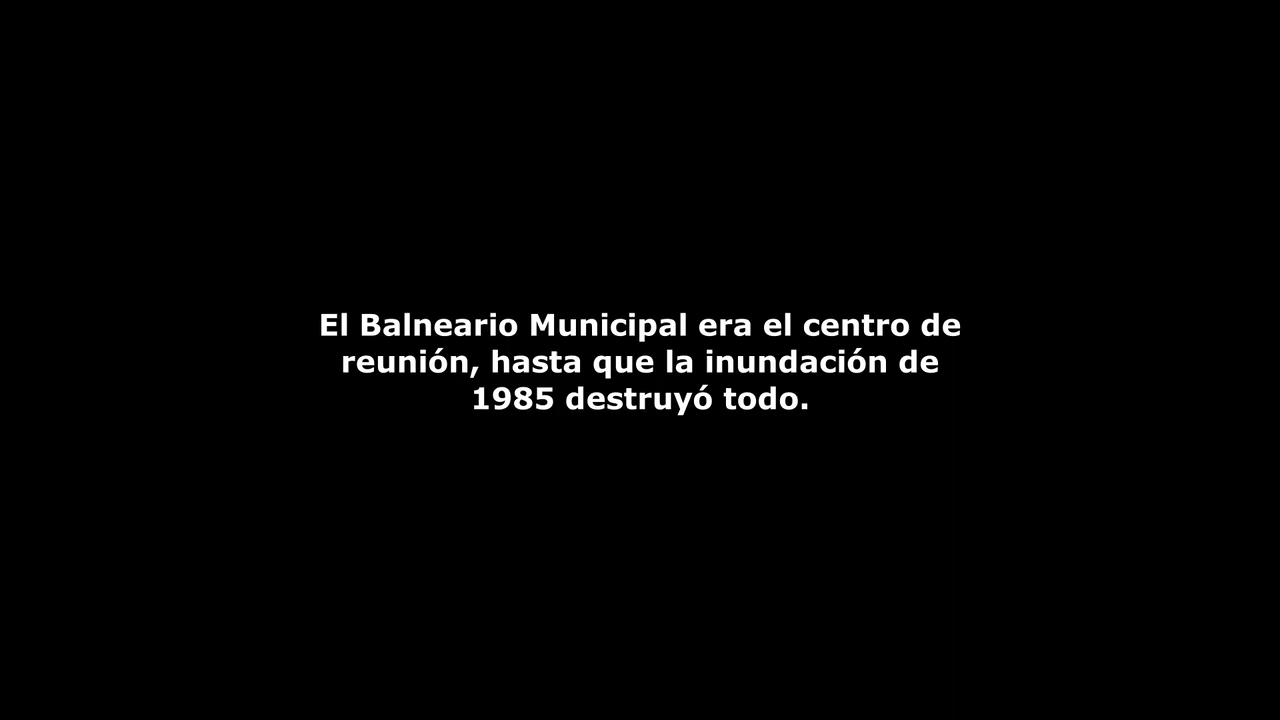 El Balneario Municipal era el centro de
reunión, hasta que la inundación de
1985 destruyó todo.